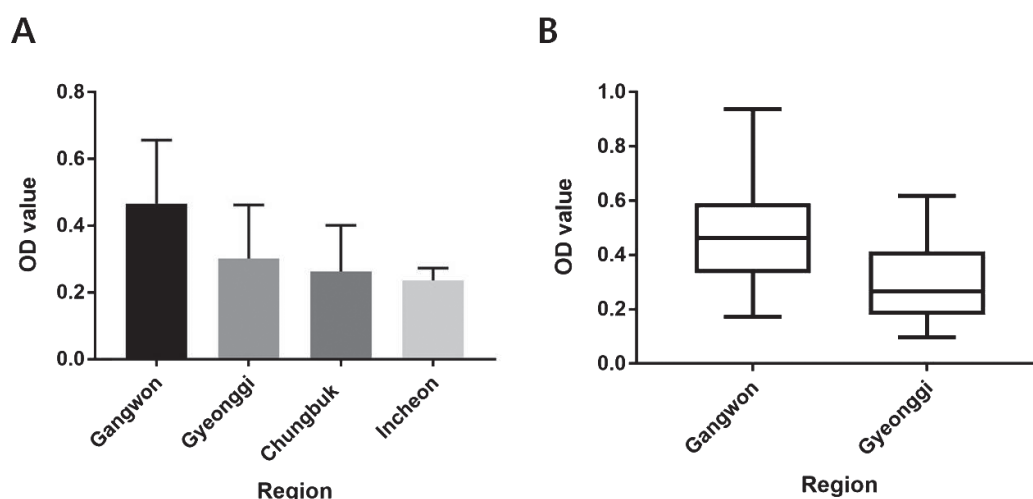 A
OD value
0.8
0.6
0.4
0.2
0.0
Gangwon
Gyeonggi
Chungbuk
Incheon
Region
B
OD value
1.0
0.8
0.6
0.4
0.2
0.0
Gangwon
Gyeonggi
Region